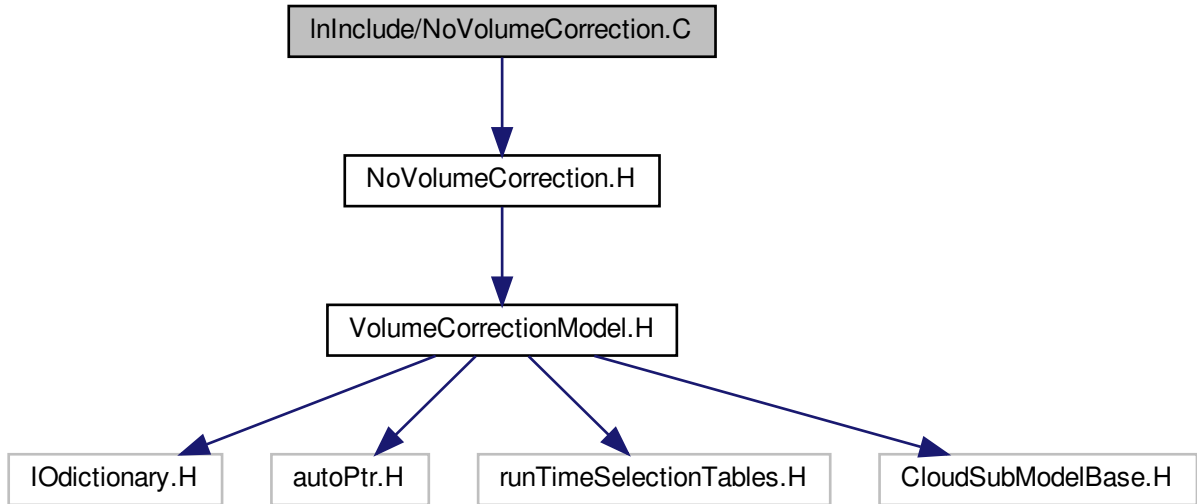 lnInclude/NoVolumeCorrection.C
NoVolumeCorrection.H
VolumeCorrectionModel.H
IOdictionary.H
autoPtr.H
runTimeSelectionTables.H
CloudSubModelBase.H